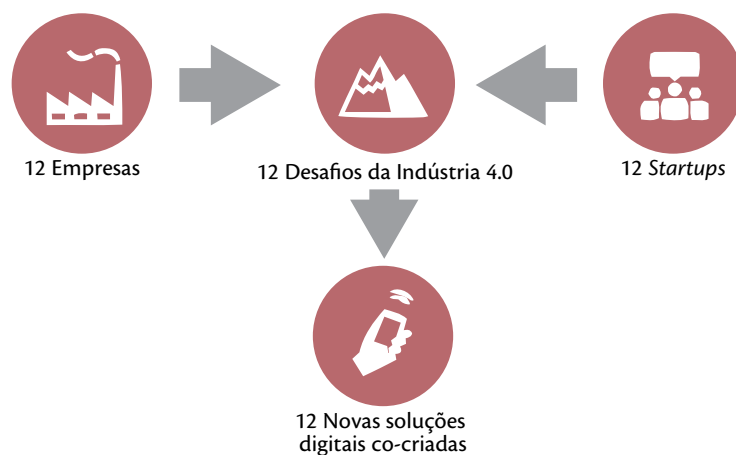 12 Empresas
12 Desafios da Indústria 4.0
12 Startups
12 Novas soluções
digitais co-criadas